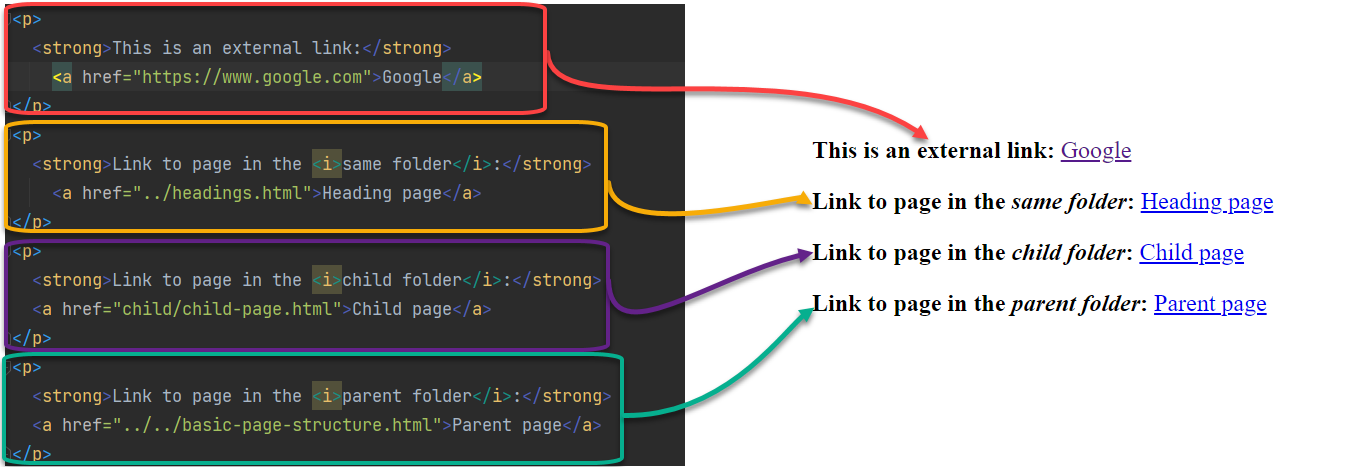 <p>
<strong>This is an external link:</strong>
<a href="https://www.google.com">Google</a>
</p>
<p>
<strong>Link to page in the <i>same folder</i>:</strong>
<a href="../headings.html">Heading page</a>
</p>
<p>
<strong>Link to page in the <i>child folder</i>:</strong>
<a href="child/child-page.html">Child page</a>
</p>
<p>
<strong>Link to page in the <i>parent folder</i>:</strong>
<a href="../../basic-page-structure.html">Parent page</a>
</p>
This is an external link: Google
Link to page in the same folder: Heading page
Link to page in the child folder: Child page
Link to page in the parent folder: Parent page